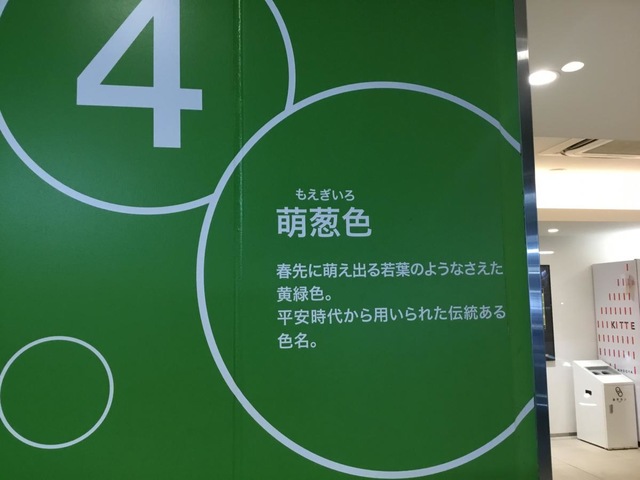 4
もえぎいろ
萌葱色
春先に萌え出る若葉のようなさえた
黄緑色。
平安時代から用いられた伝統ある
色名。
KITTE